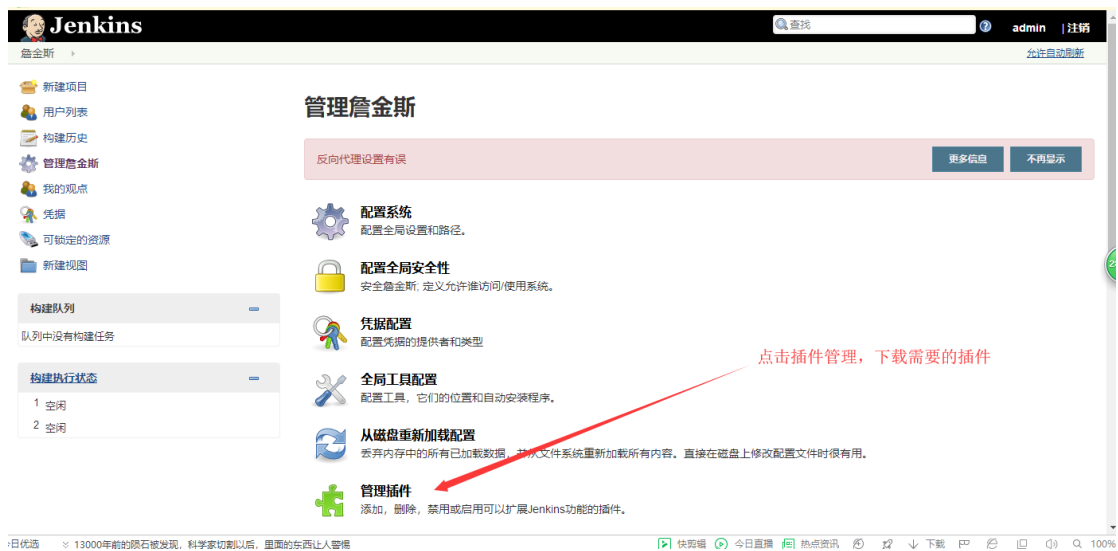 Jenkins
查找
admin
|注销
詹金斯
允许自动刷新
新建项目
用户列表
构建历史
管理詹金斯
我的观点
凭据
可锁定的资源
新建视图
构建队列
队列中没有构建任务
构建执行状态
1 空闲
2 空闲
管理詹金斯
反向代理设置有误
更多信息
不再显示
配置系统
配置全局设置和路径。
配置全局安全性
安全詹金斯: 定义允许谁访问/使用系统。
凭据配置
配置凭据的提供者和类型
点击插件管理，下载需要的插件
全局工具配置
配置工具，它们的位置和自动安装程序。
从磁盘重新加载配置
丢弃内存中的所有已加载数据，并从文件系统重新加载所有内容。直接在磁盘上修改配置文件时很有用。
管理插件
添加，删除，禁用或启用可以扩展Jenkins功能的插件。
日优选
13000年前的陨石被发现，科学家切割以后，里面的东西让人警惕
快剪辑
今日直播
热点资讯
下载
100%